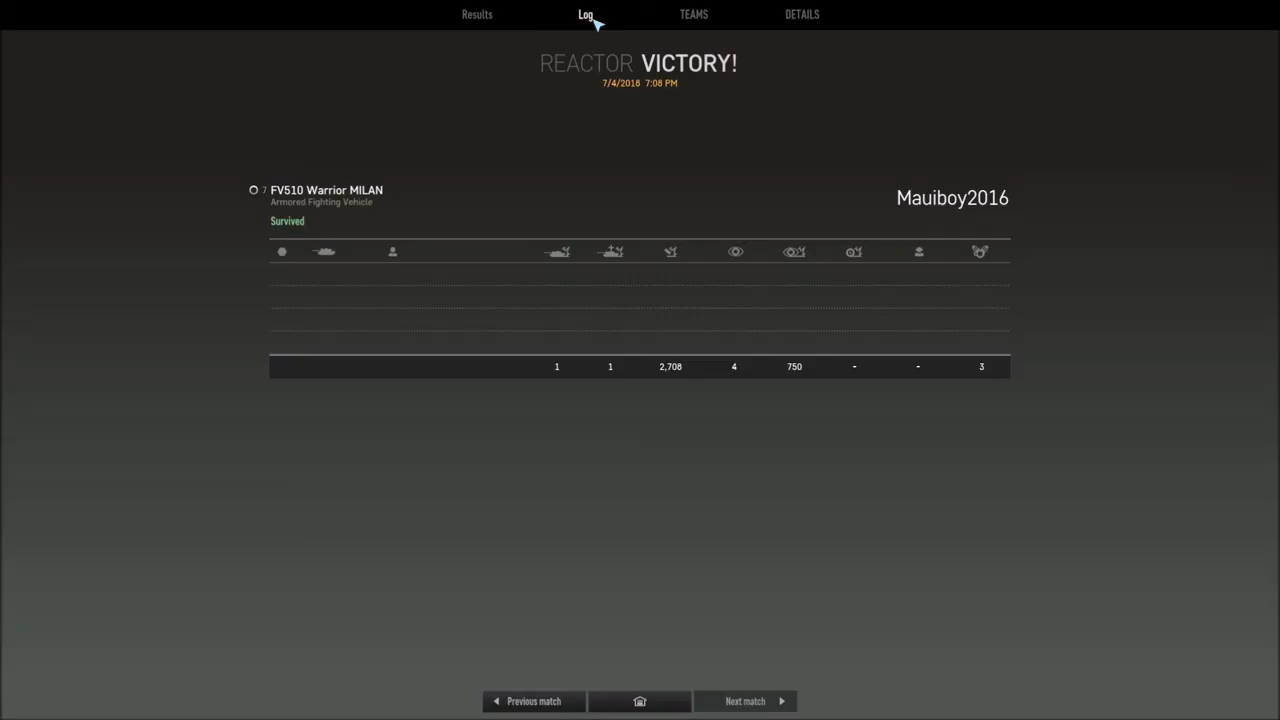 Results Log TEAMS DETAILS
REACTOR VICTORY!
7/4/2018 7:08 PM
7 FV510 Warrior MILAN
Armored Fighting Vehicle
Mauiboy2016
Survived
1 1 2,708 4 750 - - 3
Previous match Next match